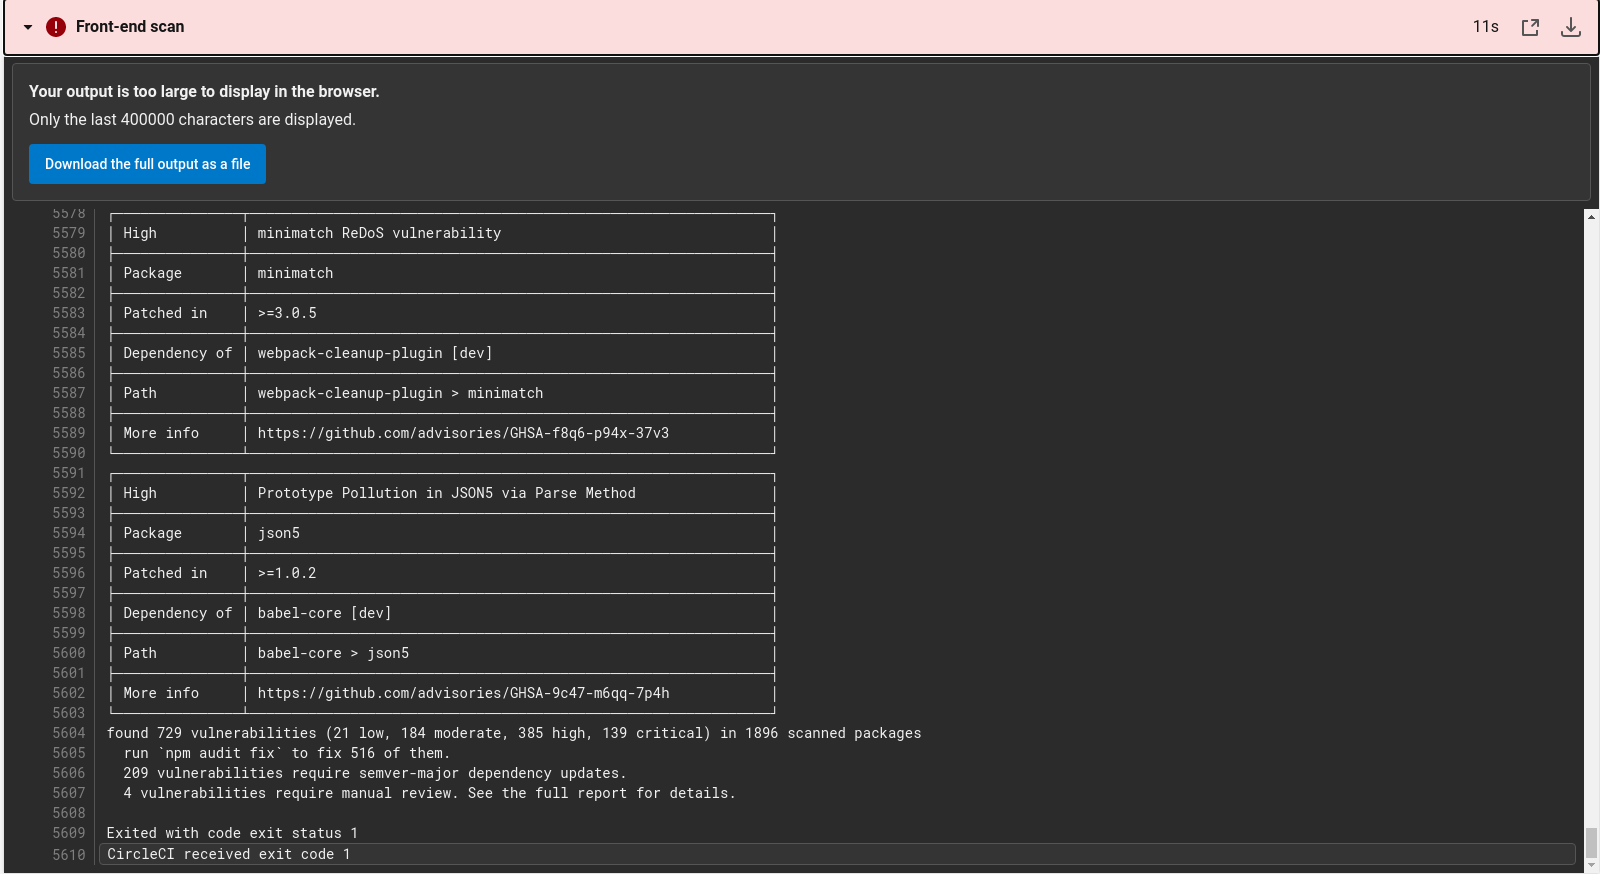 Front-end scan
11s
Your output is too large to display in the browser.
Only the last 400000 characters are displayed.
Download the full output as a file
5578
5579 High minimatch ReDoS vulnerability
5580
5581 Package minimatch
5582
5583 Patched in >=3.0.5
5584
5585 Dependency of webpack-cleanup-plugin [dev]
5586
5587 Path webpack-cleanup-plugin > minimatch
5588
5589 More info https://github.com/advisories/GHSA-f8q6-p94x-37v3
5590
5591
5592 High Prototype Pollution in JSON5 via Parse Method
5593
5594 Package json5
5595
5596 Patched in >=1.0.2
5597
5598 Dependency of babel-core [dev]
5599
5600 Path babel-core > json5
5601
5602 More info https://github.com/advisories/GHSA-9c47-m6qq-7p4h
5603
5604 found 729 vulnerabilities (21 low, 184 moderate, 385 high, 139 critical) in 1896 scanned packages
5605 run `npm audit fix` to fix 516 of them.
5606 209 vulnerabilities require semver-major dependency updates.
5607 4 vulnerabilities require manual review. See the full report for details.
5608
5609 Exited with code exit status 1
5610 CircleCI received exit code 1